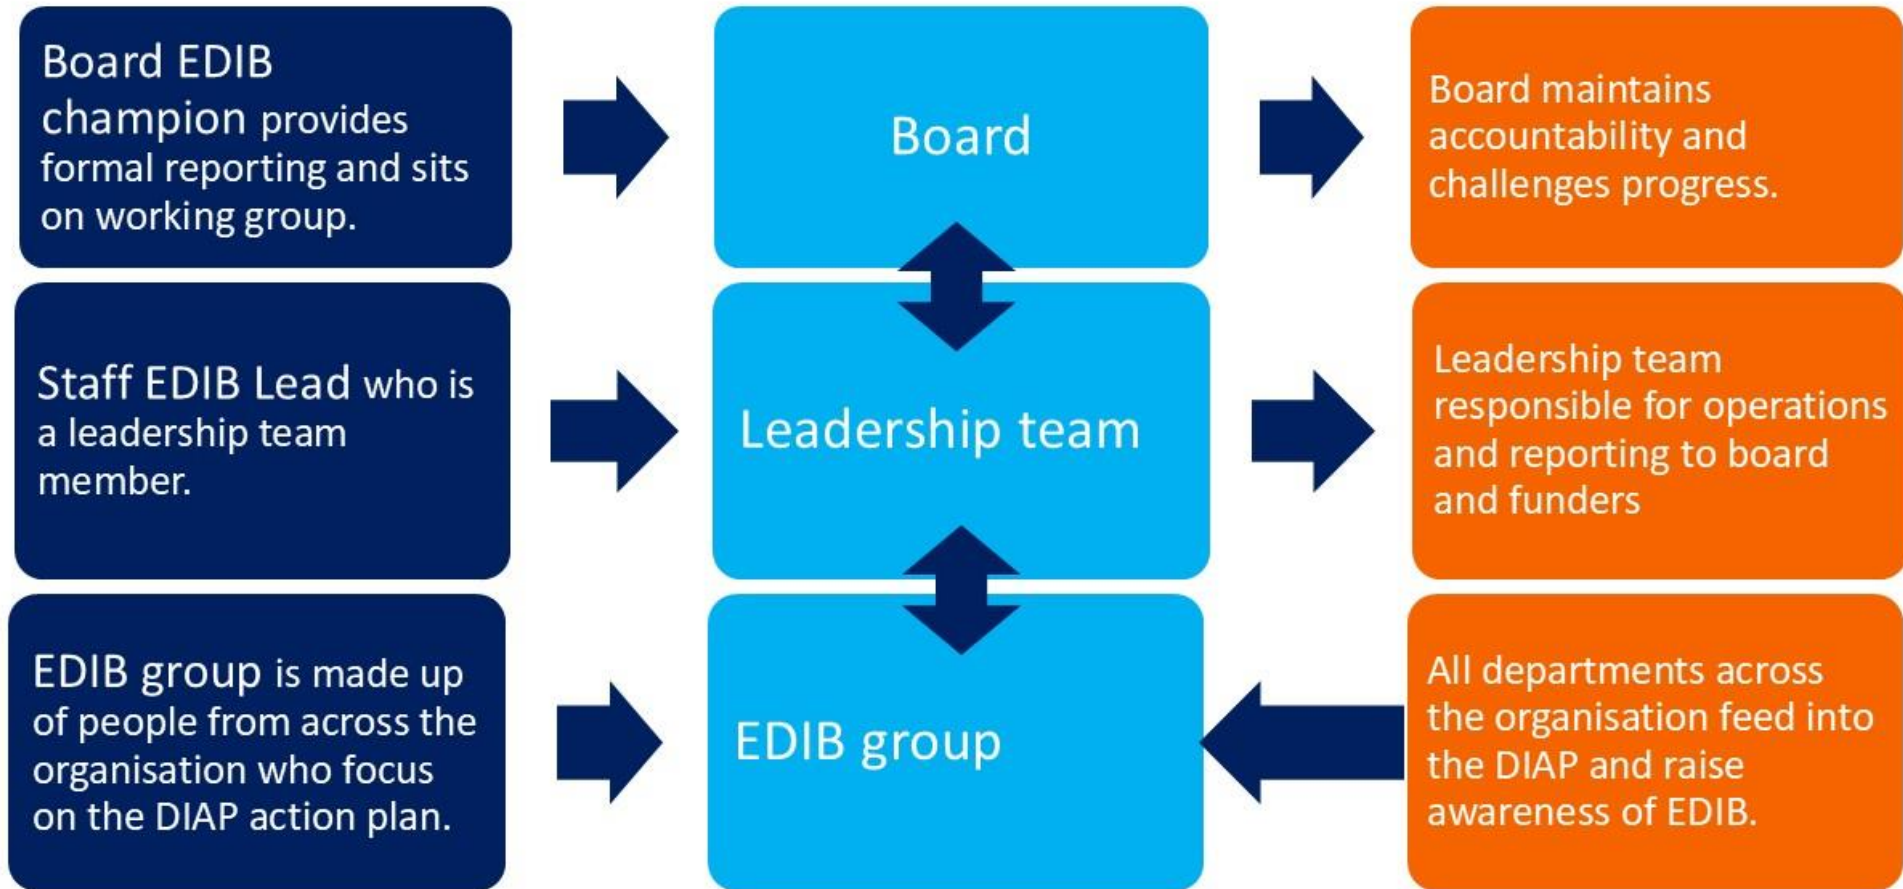 Board EDIB
champion provides
formal reporting and sits
on working group.
Board
Board maintains
accountability and
challenges progress.
Staff EDIB Lead who is
a leadership team
member.
Leadership team
Leadership team
responsible for operations
and reporting to board
and funders
EDIB group is made up
of people from across the
organisation who focus
on the DIAP action plan.
EDIB group
All departments across
the organisation feed into
the DIAP and raise
awareness of EDIB.